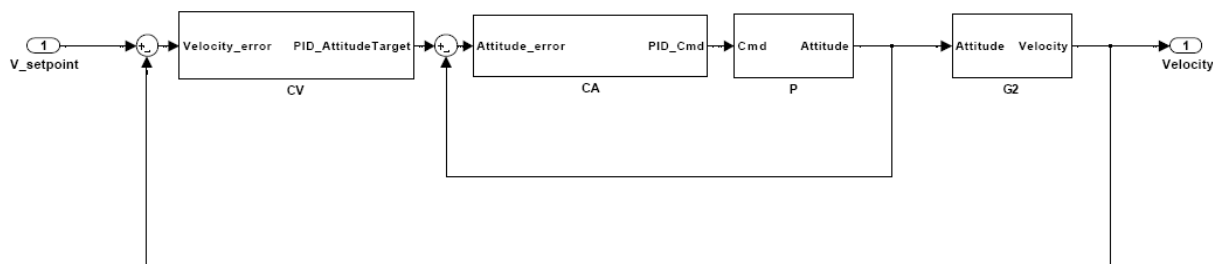 1
V_setpoint
+-
Velocity_error PID_AttitudeTarget
CV
+-
Attitude_error PID_Cmd
CA
Cmd Attitude
P
Attitude Velocity
G2
1
Velocity